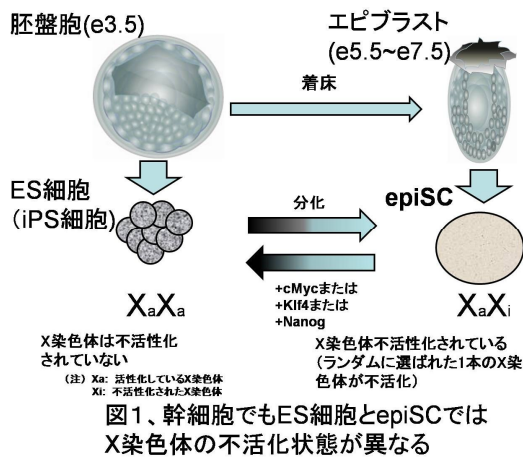 胚盤胞(e3.5)
エピブラスト
(e5.5~e7.5)
着床
ES細胞
(iPS細胞)
分化
epiSC
+cMycまたは
+Klf4または
+Nanog
XaXa
XaXi
X染色体は不活性化
されていない
(注) Xa: 活性化しているX染色体
Xi: 不活性化されたX染色体
X染色体不活性化されている
(ランダムに選ばれた1本のX染
色体が不活化)
図1、幹細胞でもES細胞とepiSCでは
X染色体の不活化状態が異なる